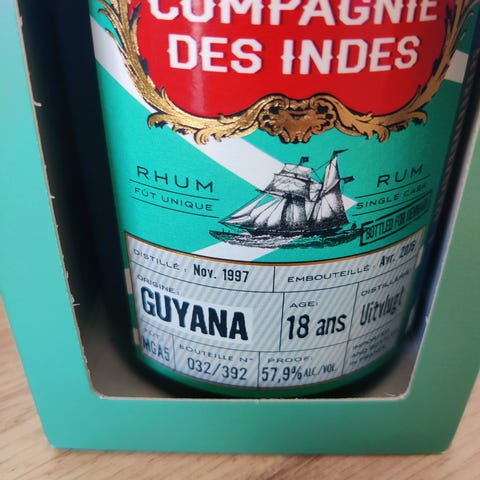 COMPAGNIE
DES INDES
RHUM RUM
FÛT UNIQUE SINGLE CASK
BOTTLED FOR DENMARK
DISTILLÉ: Nov. 1997 EMBOUTEILLÉ: Avr. 2016
ORIGINE: AGE: DISTILLERIE
GUYANA 18 ans Uitvlugt
BOUTEILLE N° PROOF:
MGA5 032/392 57,9% ALC/VOL.